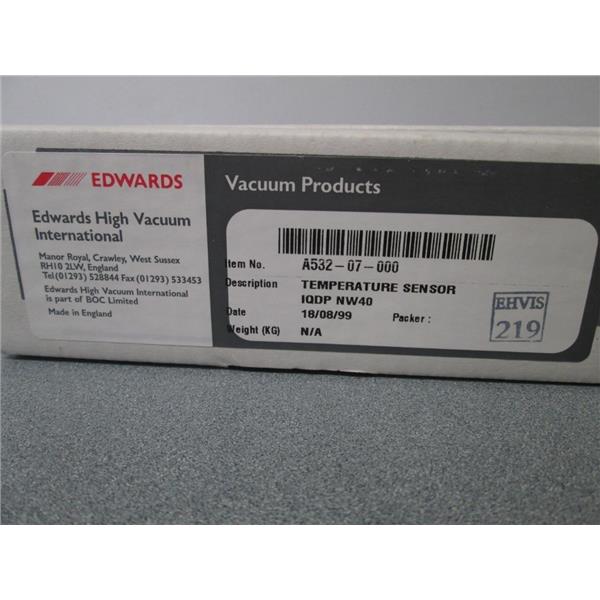 EDWARDS
Edwards High Vacuum
International
Manor Royal, Crawley, West Sussex
RH10 2LW, England
Tel(01293) 528844 Fax (01293) 533453
Edwards High Vacuum International
is part of BOC Limited
Made in England
Vacuum Products
Item No. A532-07-000
Description TEMPERATURE SENSOR
IQDP NW40
Date 18/08/99 Packer :
Weight (KG) N/A
EHVIS
219